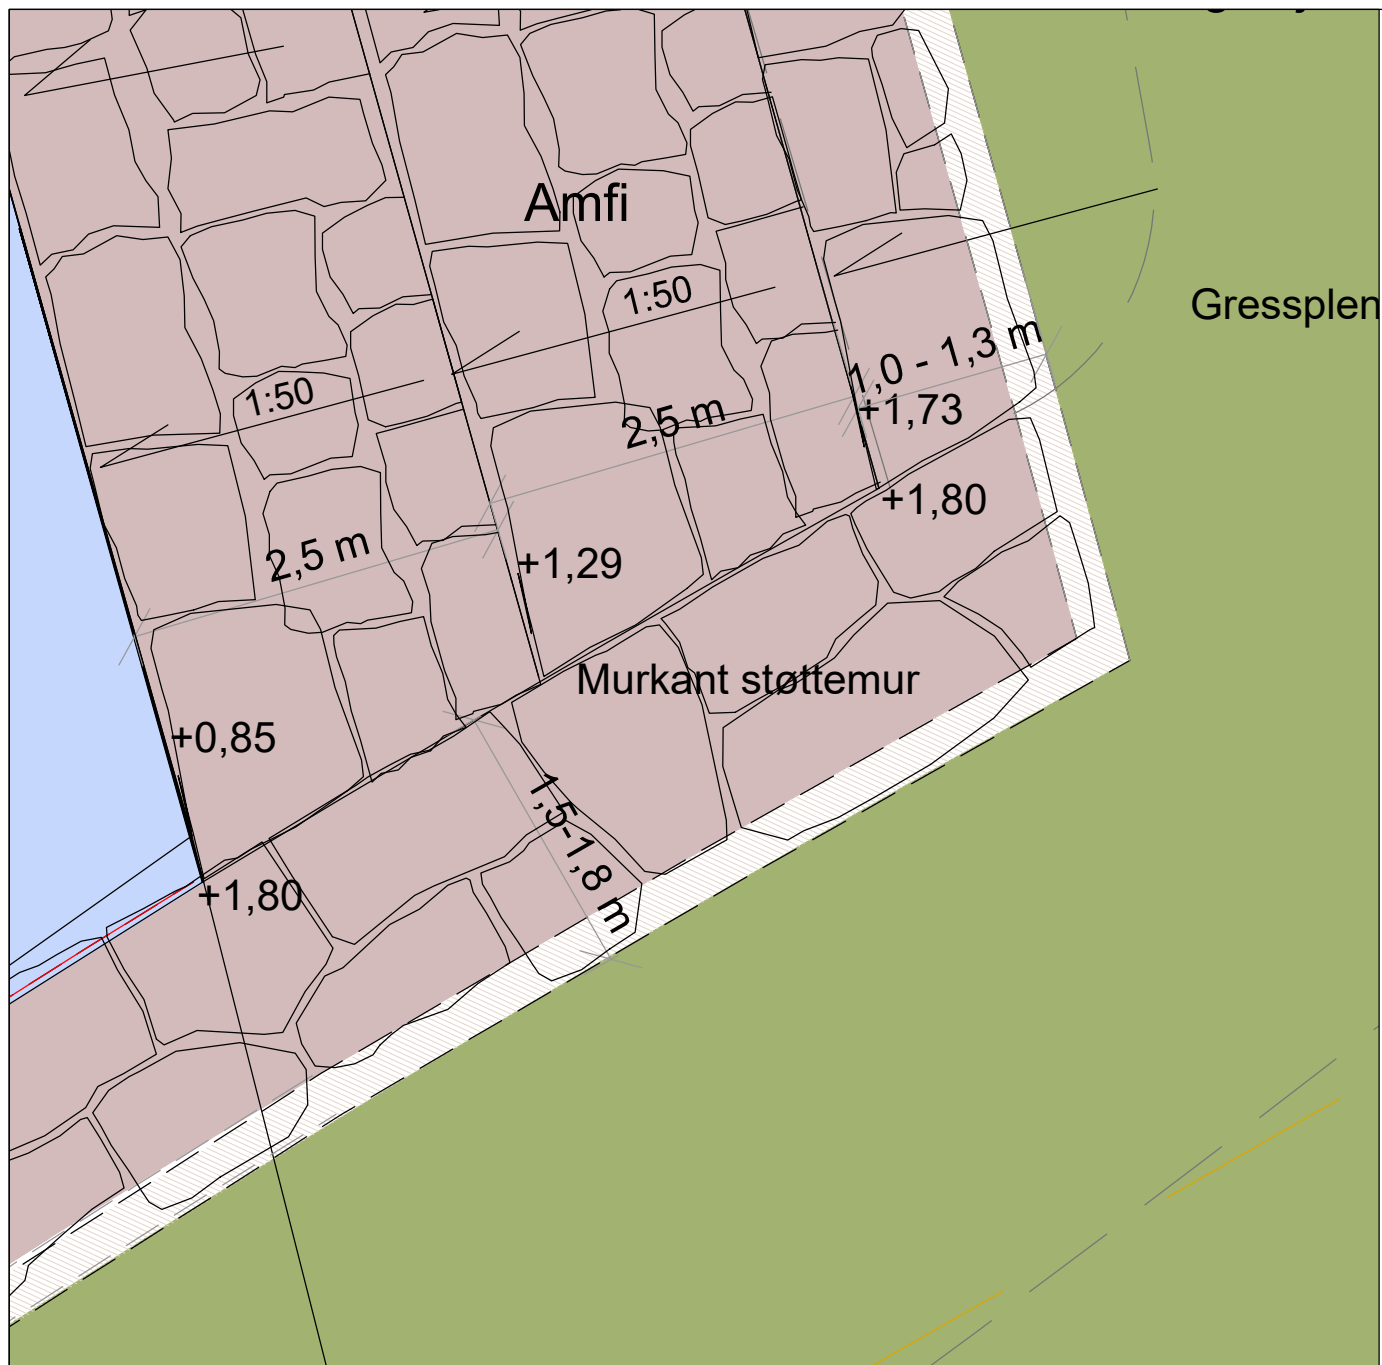 Amfi
1:50
Gressplen
1,0 - 1,3 m
1:50
+1,73
2,5 m
+1,80
2,5 m
+1,29
Murkant støttemur
+0,85
1,5-1,8 m
+1,80